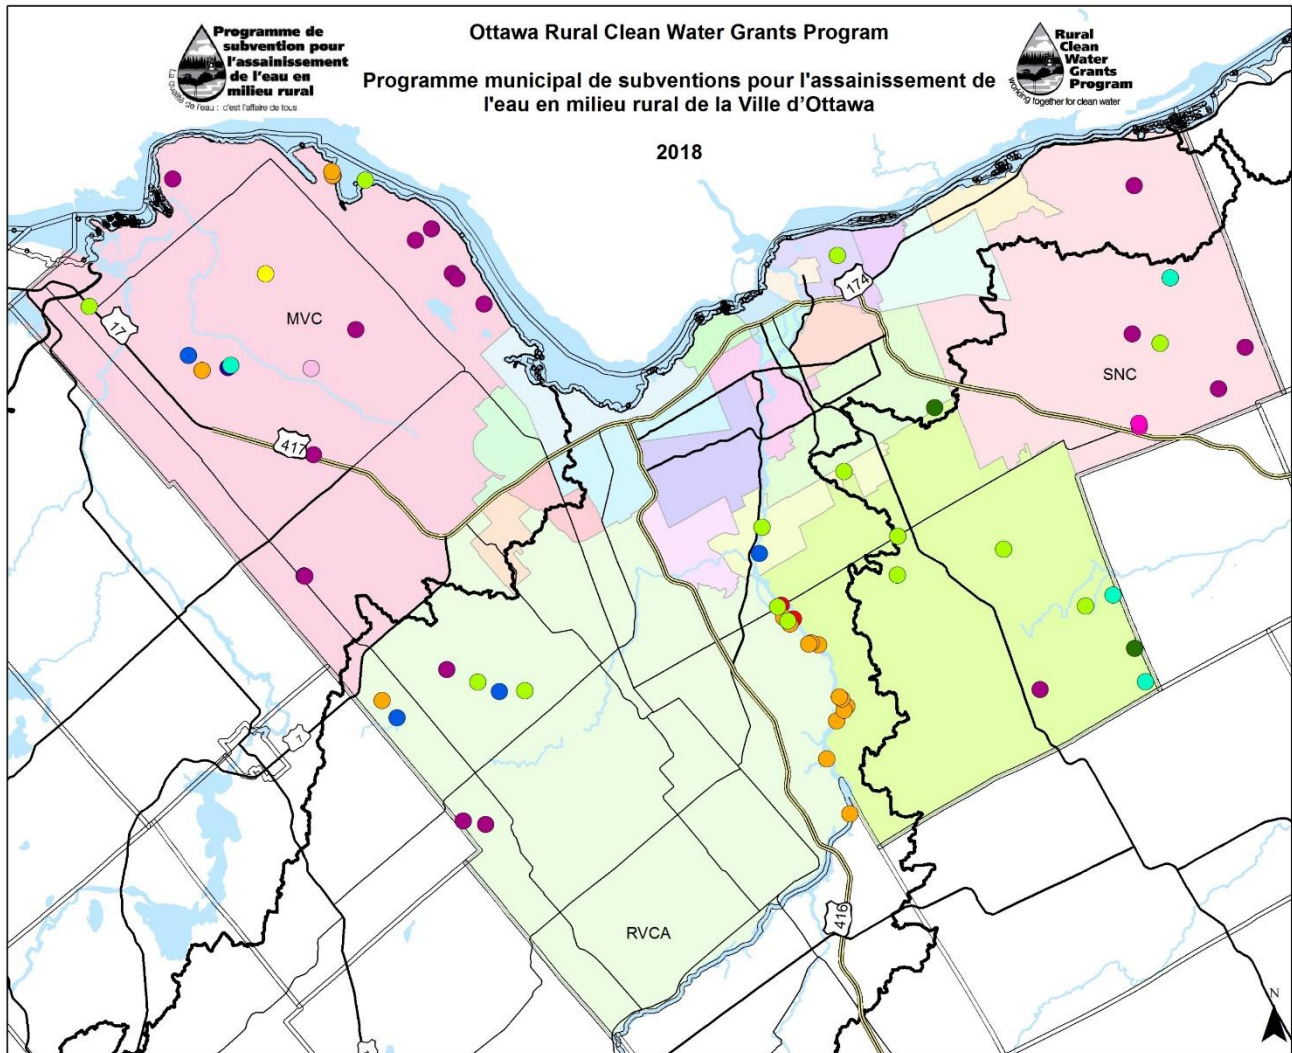 Programme de
subvention pour
l'assainissement
de l'eau en
milieu rural
La qualité de l'eau : c'est l'affaire de tous
Ottawa Rural Clean Water Grants Program
Programme municipal de subventions pour l'assainissement de
l'eau en milieu rural de la Ville d'Ottawa
2018
Rural
Clean
Water
Grants
Program
working together for clean water
174
17
MVC
SNC
417
7
416
RVCA
N